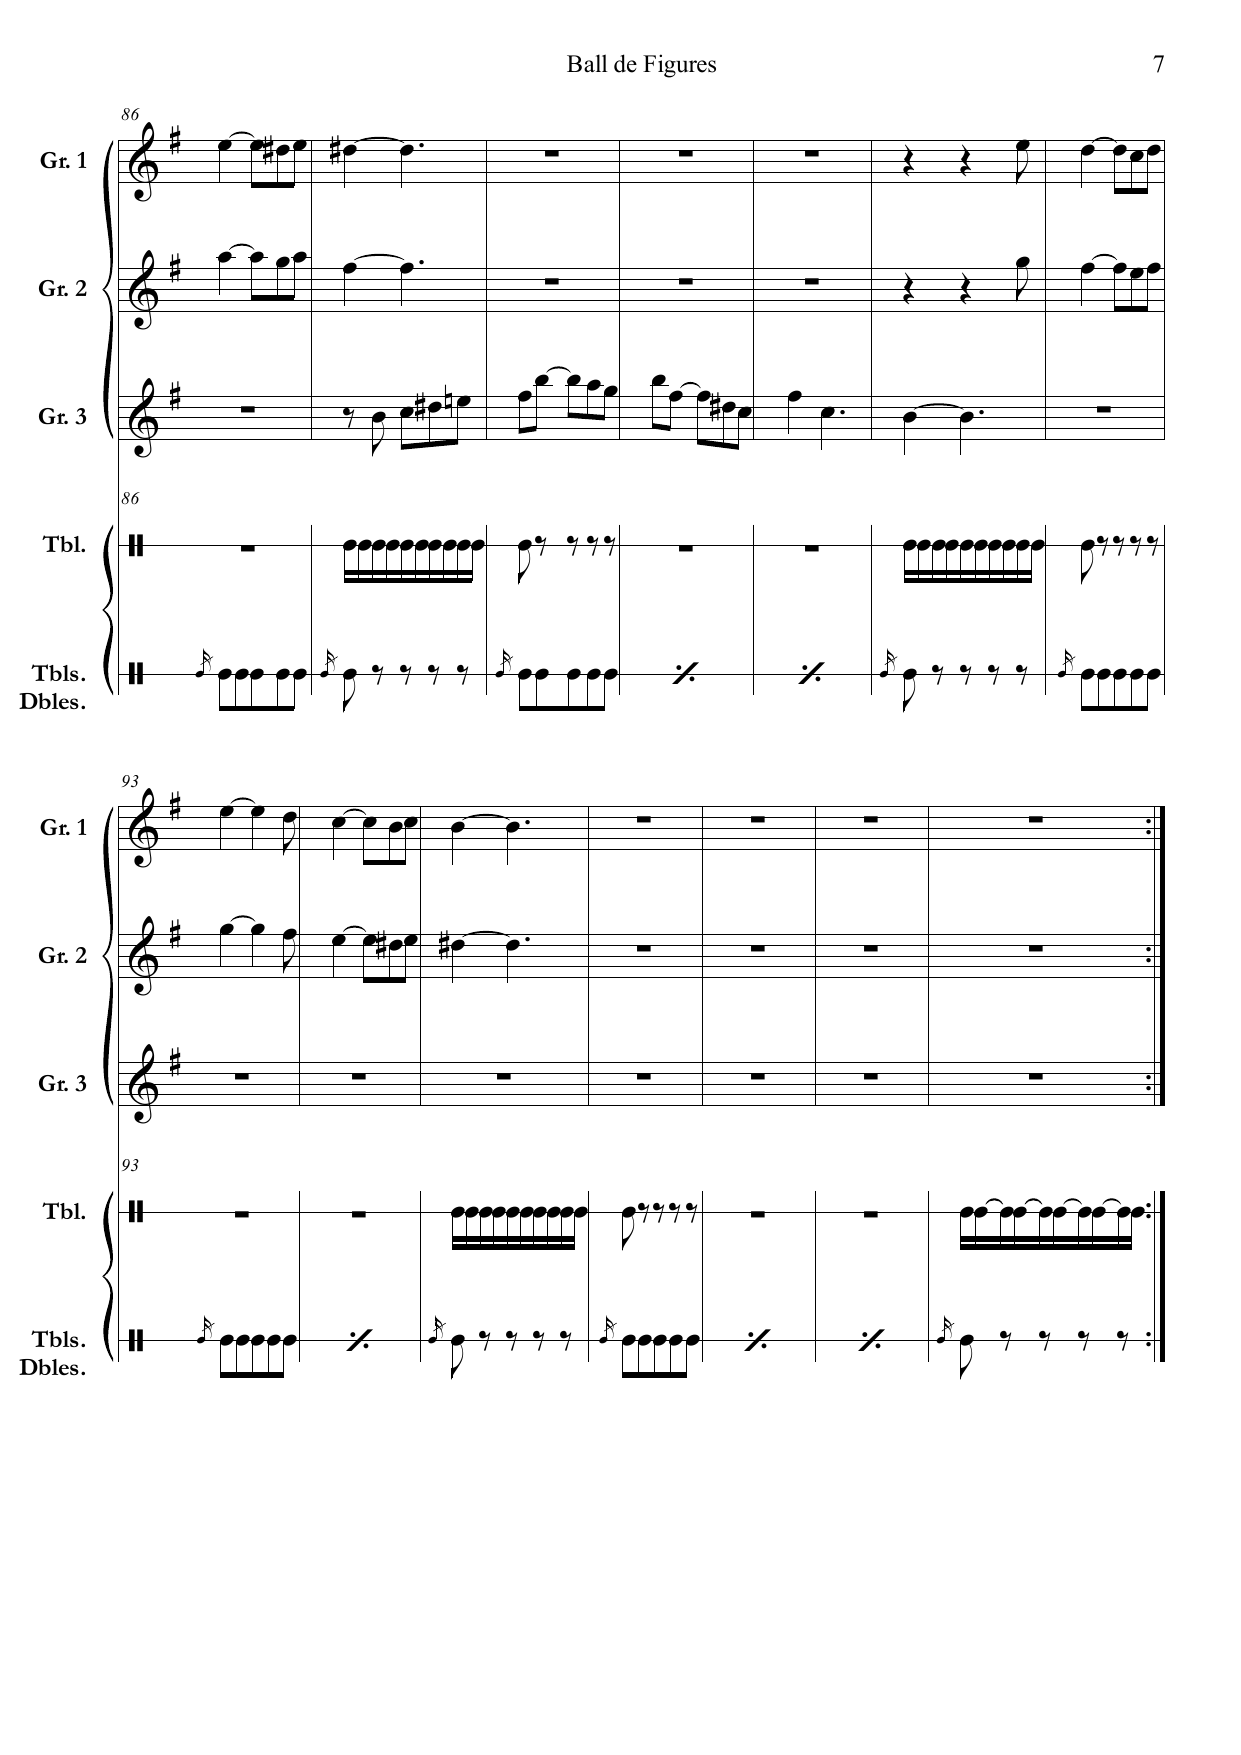 Ball de Figures
7
86
Gr. 1
Gr. 2
Gr. 3
86
Tbl.
Tbls.
Dbles.
93
Gr. 1
Gr. 2
Gr. 3
93
Tbl.
Tbls.
Dbles.